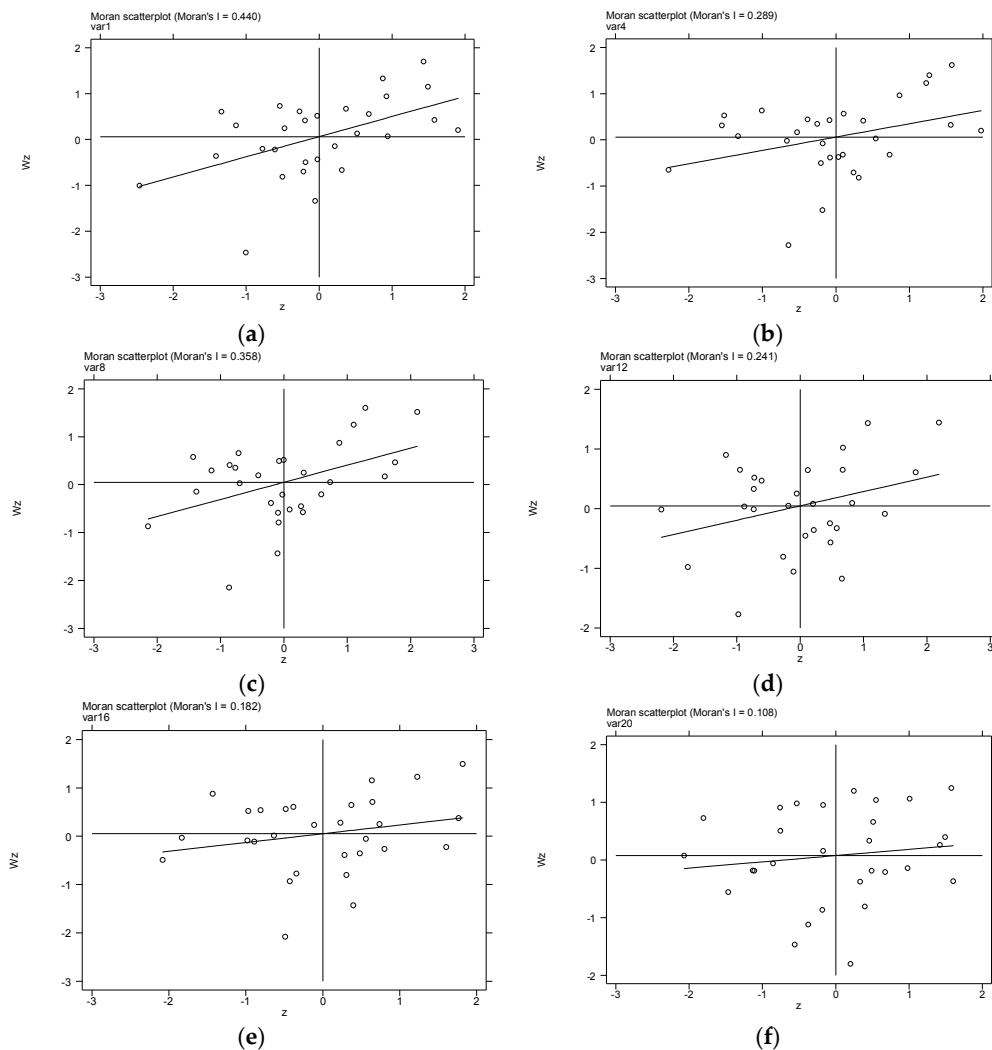 Moran scatterplot (Moran's I = 0.440)
var1
2
1
0
-1
-2
-3
Wz
-3
-2
-1
0
1
2
z
(a)
Moran scatterplot (Moran's I = 0.289)
var4
2
1
0
-1
-2
-3
Wz
-3
-2
-1
0
1
2
z
(b)
Moran scatterplot (Moran's I = 0.358)
var8
2
1
0
-1
-2
-3
Wz
-3
-2
-1
0
1
2
3
z
(c)
Moran scatterplot (Moran's I = 0.241)
var12
2
1
0
-1
-2
Wz
-3
-2
-1
0
1
2
3
z
(d)
Moran scatterplot (Moran's I = 0.182)
var16
2
1
0
-1
-2
-3
Wz
-3
-2
-1
0
1
2
z
(e)
Moran scatterplot (Moran's I = 0.108)
var20
2
1
0
-1
-2
Wz
-3
-2
-1
0
1
2
z
(f)